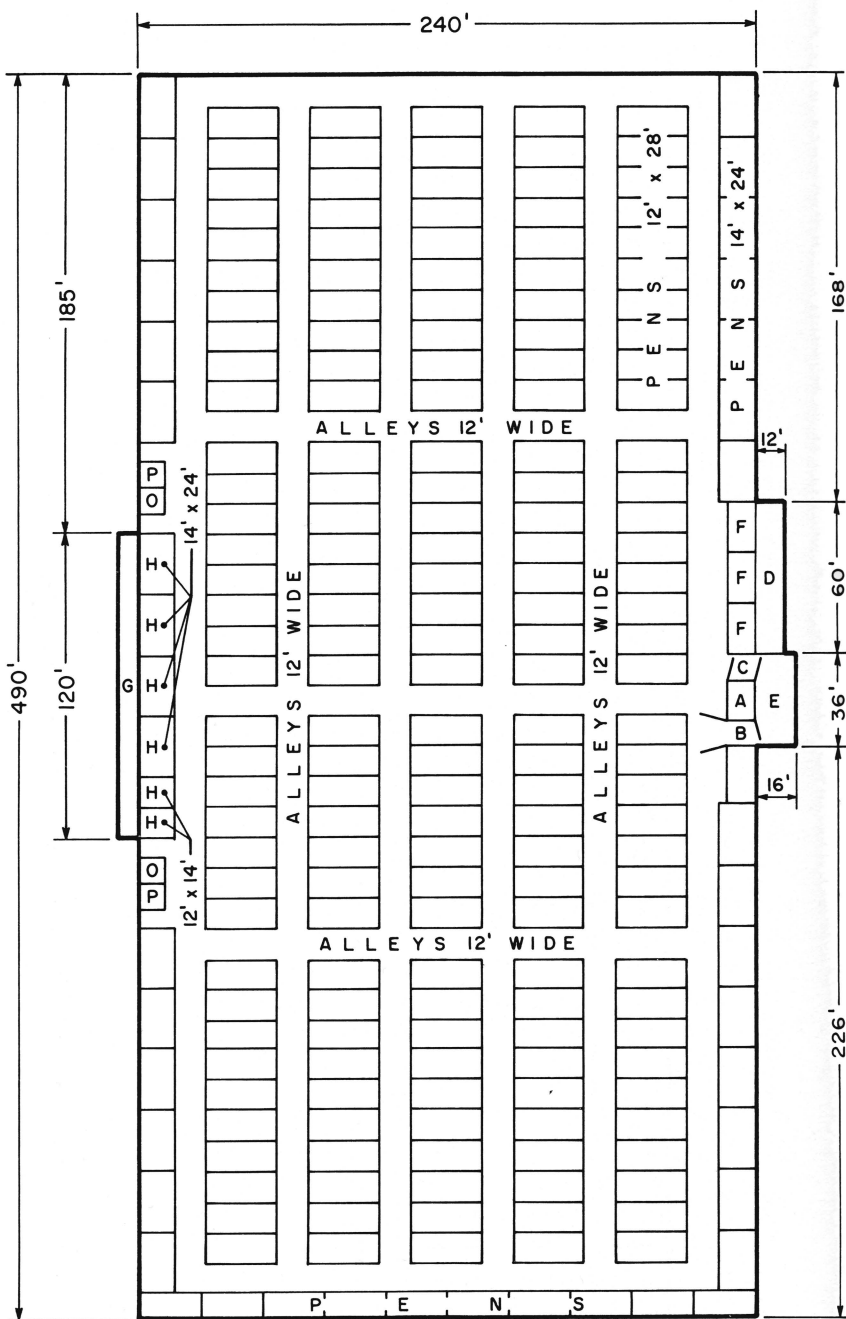 240'
490'
185'
120'
168'
12'
60'
36'
16'
226'
PENS 12' x 28'
PENS 14' x 24'
ALLEYS 12' WIDE
P
O
14' x 24'
H
H
H
H
H
H
G
12' x 14'
O
P
ALLEYS 12' WIDE
ALLEYS 12' WIDE
F
F
F
D
C
A
B
E
ALLEYS 12' WIDE
PENS